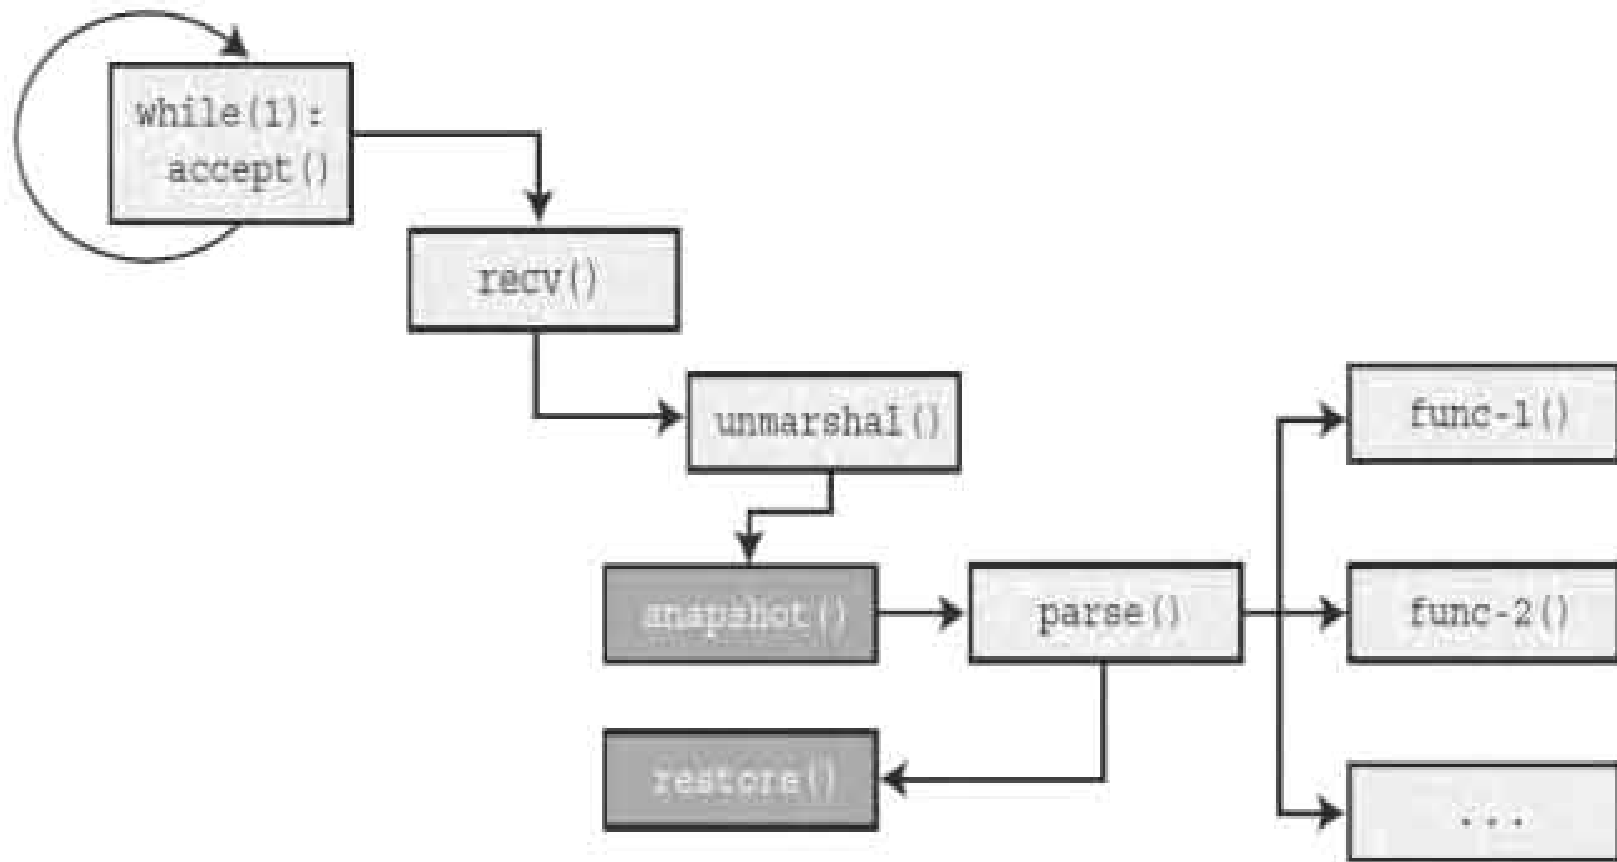 while(1):
accept()
recv()
unmarshal()
func-1()
snapshot()
parse()
func-2()
restore()
...